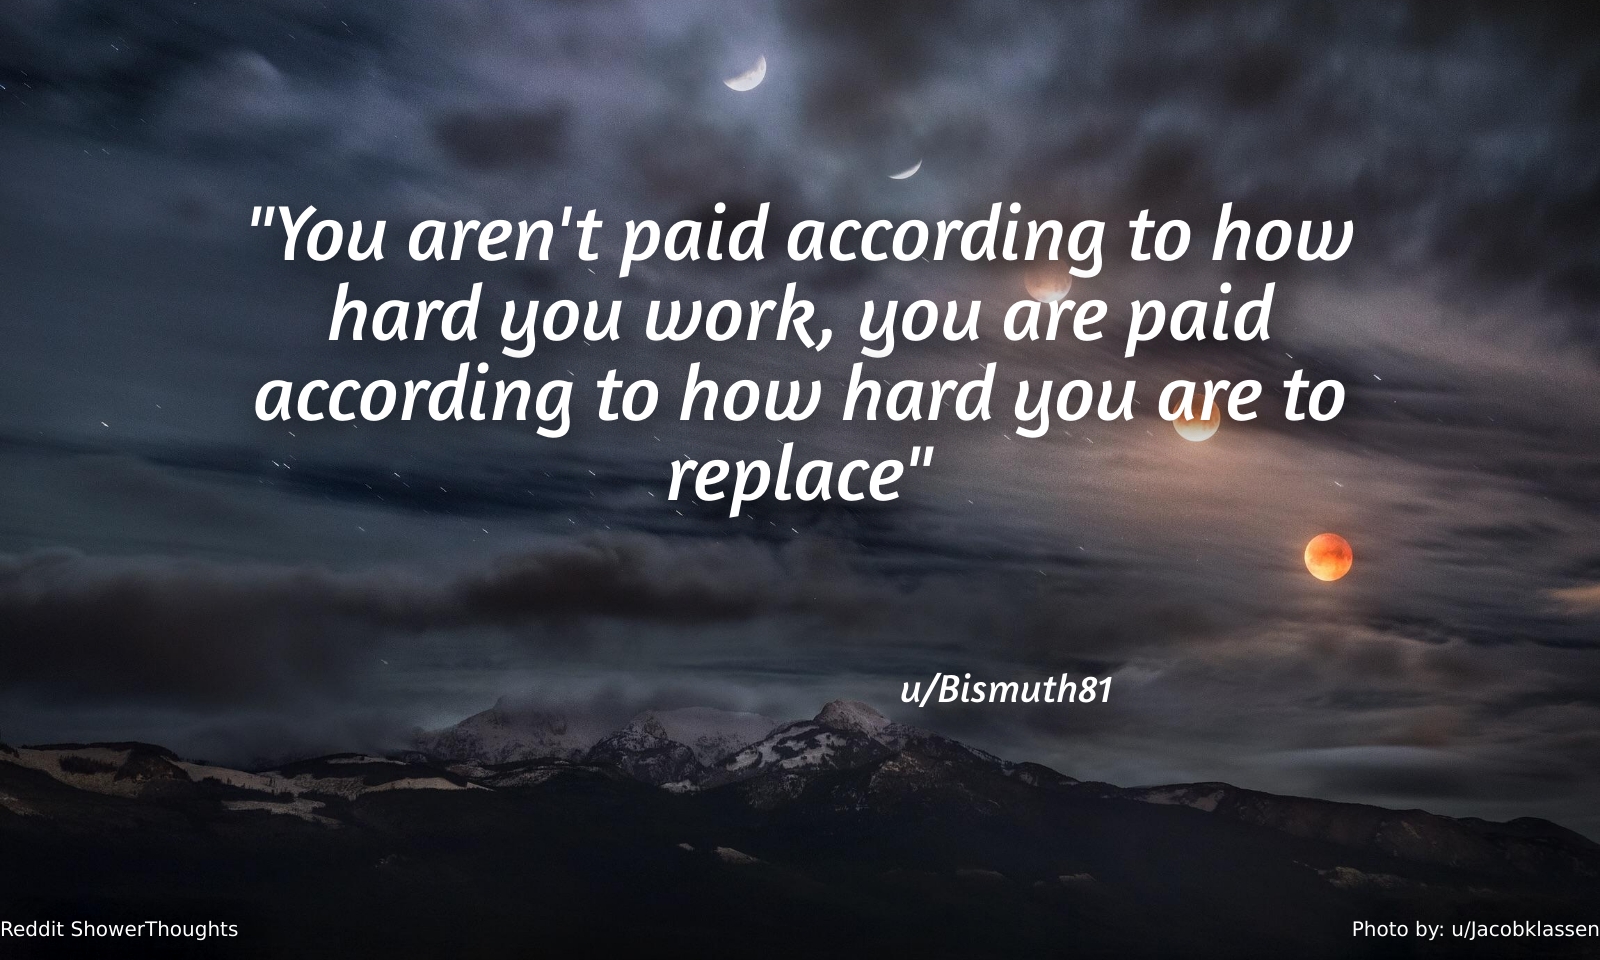 "You aren't paid according to how
hard you work, you are paid
according to how hard you are to
replace"
u/Bismuth81
Reddit ShowerThoughts
Photo by: u/Jacobklassen